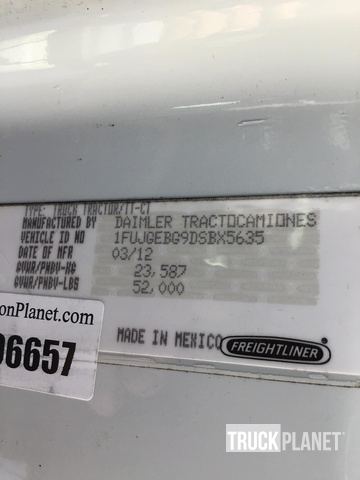 TYPE: TRUCK TRACTOR/TT-CT
MANUFACTURED BY DAIMLER TRACTOCAMIONES
VEHICLE ID NO 1FUJGEBG9DSBX5635
DATE OF MFR 03/12
GVWR/PNBV-KG 23,587
GVWR/PNBV-LBS 52,000
onPlanet.com
06657
MADE IN MEXICO FREIGHTLINER
TRUCKPLANET